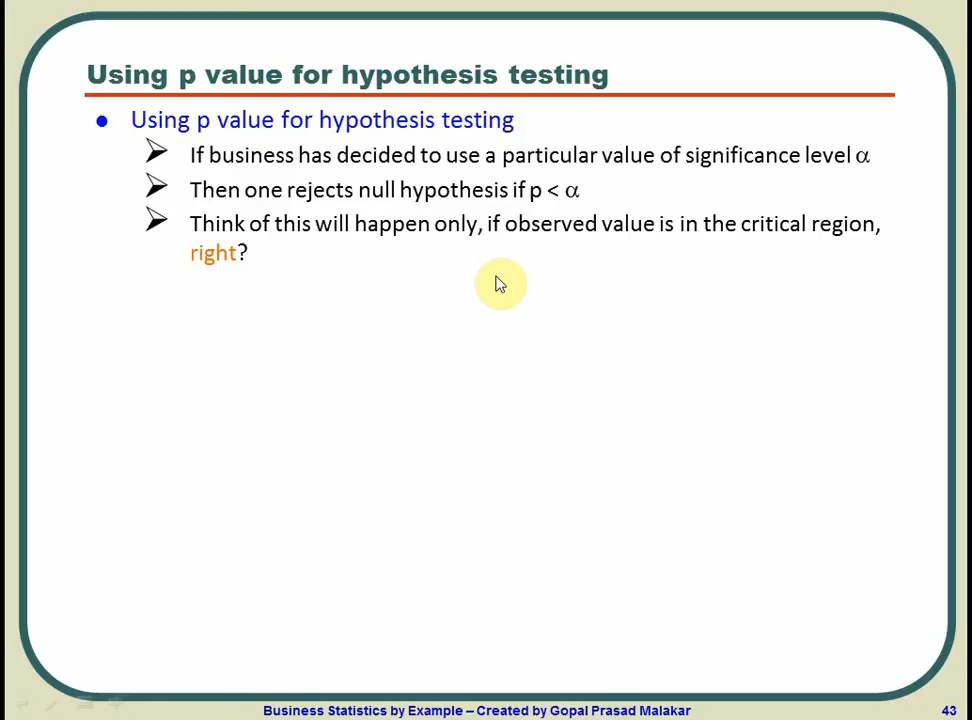 Using p value for hypothesis testing
Using p value for hypothesis testing
If business has decided to use a particular value of significance level α
Then one rejects null hypothesis if p < α
Think of this will happen only, if observed value is in the critical region,
right?
Business Statistics by Example – Created by Gopal Prasad Malakar
43